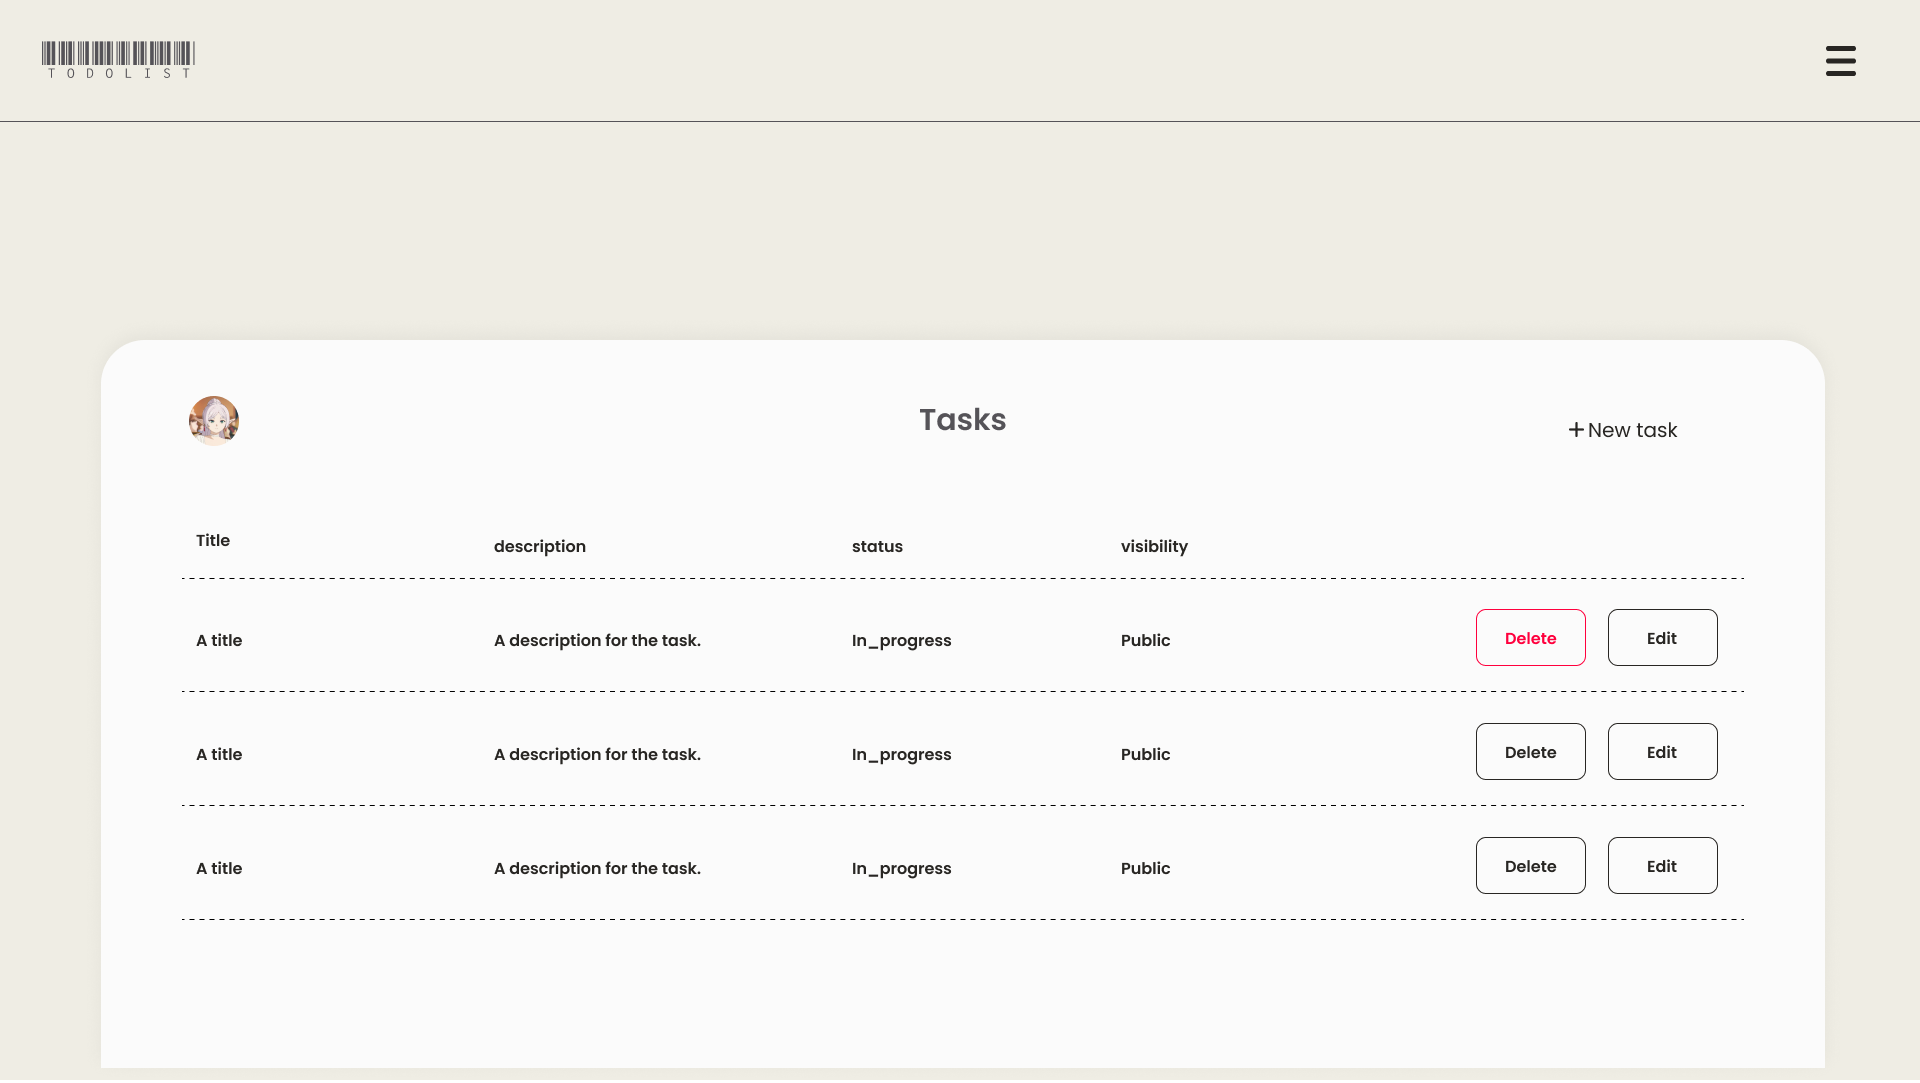 TODOLIST
Tasks
+ New task
Title description status visibility
A title A description for the task. In_progress Public Delete Edit
A title A description for the task. In_progress Public Delete Edit
A title A description for the task. In_progress Public Delete Edit